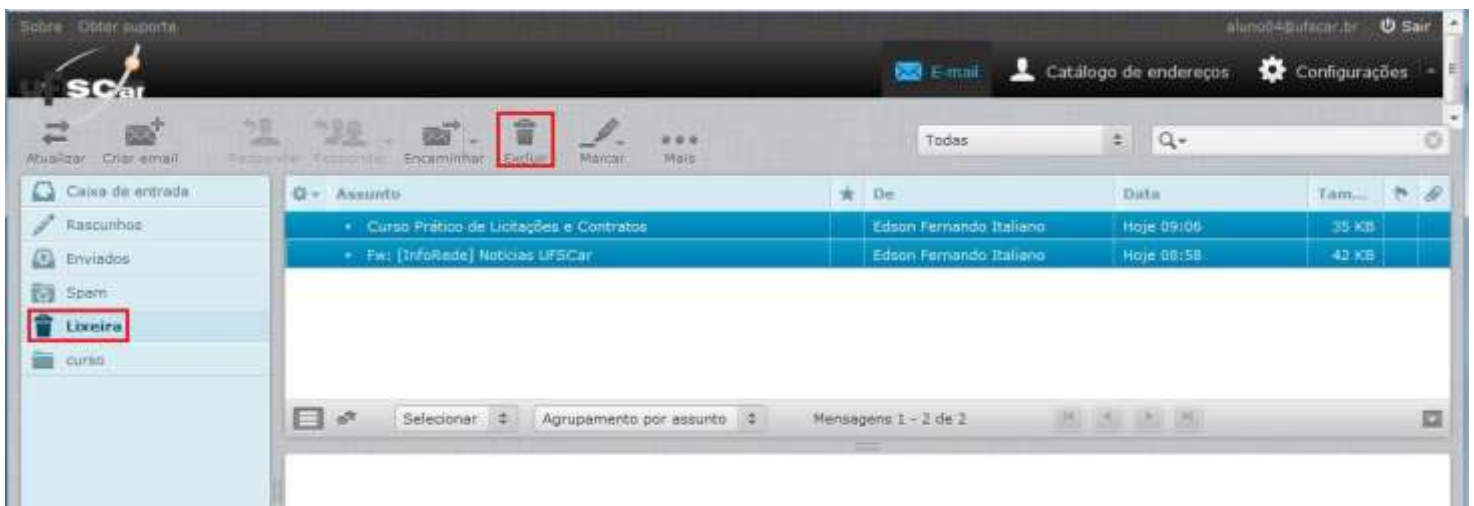 Sobre Obter suporte
aluno04@ufscar.br Sair
UFSCar
E-mail Catálogo de endereços Configurações
Atualizar Criar email Responder Responder Encaminhar Excluir Marcar Mais
Todas
Caixa de entrada
Rascunhos
Enviados
Spam
Lixeira
curso
Assunto De Data Tam...
Curso Prático de Licitações e Contratos Edson Fernando Italiano Hoje 09:06 35 KB
Fw: [InfoRede] Notícias UFSCar Edson Fernando Italiano Hoje 08:58 42 KB
Selecionar Agrupamento por assunto Mensagens 1 - 2 de 2